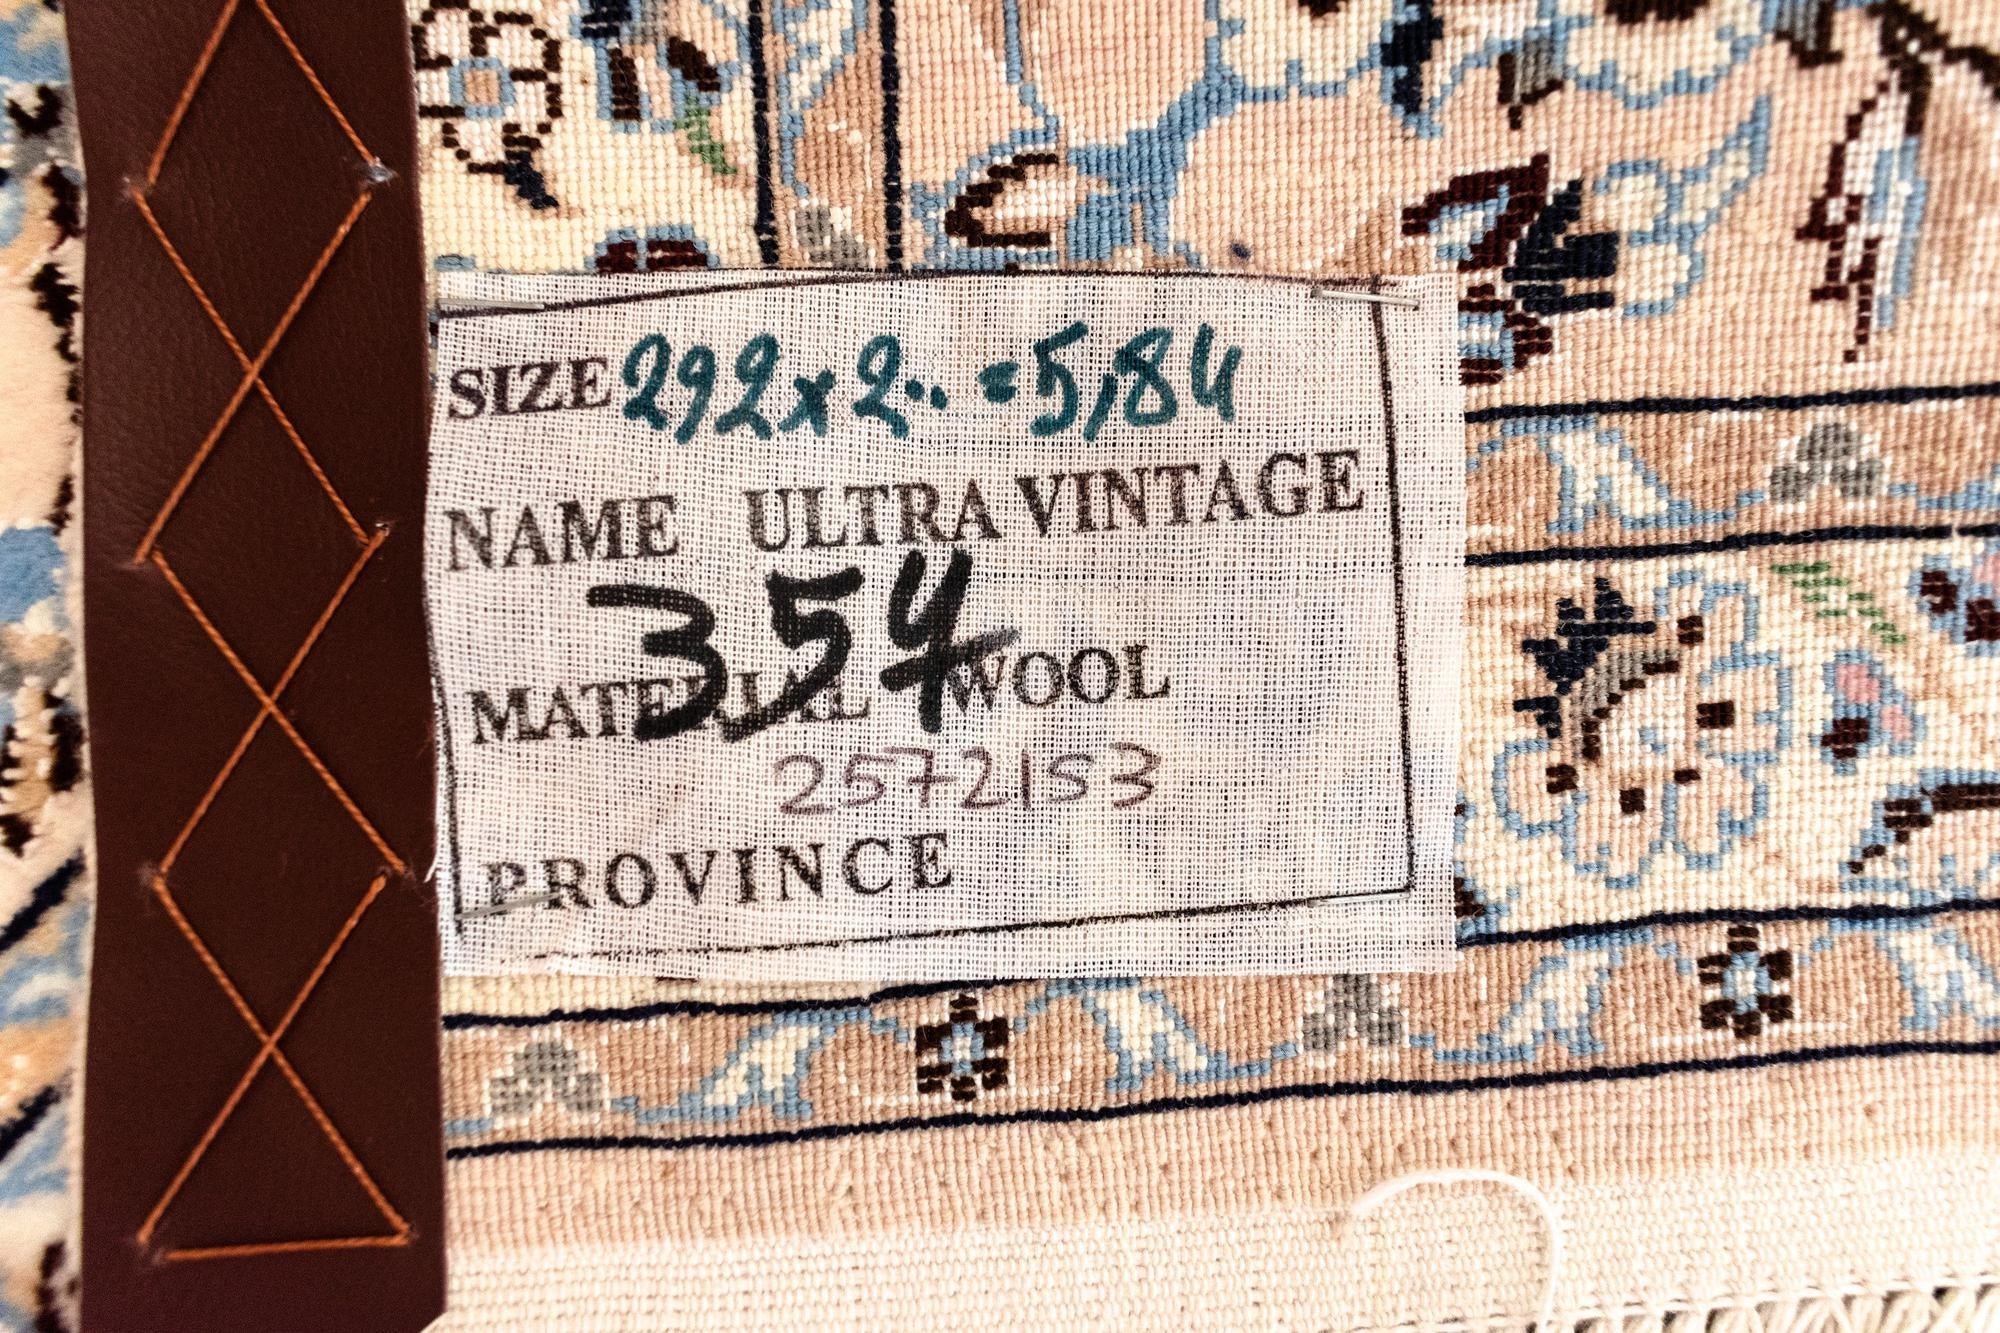 SIZE 292x2.. = 5,84
NAME ULTRA VINTAGE
354
MATERIAL WOOL
2572153
PROVINCE